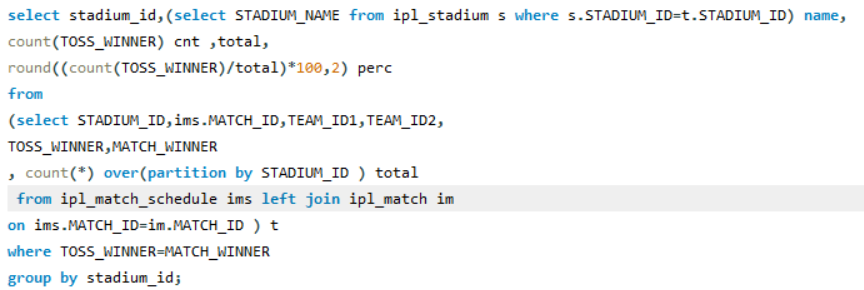 select stadium_id,(select STADIUM_NAME from ipl_stadium s where s.STADIUM_ID=t.STADIUM_ID) name,
count(TOSS_WINNER) cnt ,total,
round((count(TOSS_WINNER)/total)*100,2) perc
from
(select STADIUM_ID,ims.MATCH_ID,TEAM_ID1,TEAM_ID2,
TOSS_WINNER,MATCH_WINNER
, count(*) over(partition by STADIUM_ID ) total
from ipl_match_schedule ims left join ipl_match im
on ims.MATCH_ID=im.MATCH_ID ) t
where TOSS_WINNER=MATCH_WINNER
group by stadium_id;